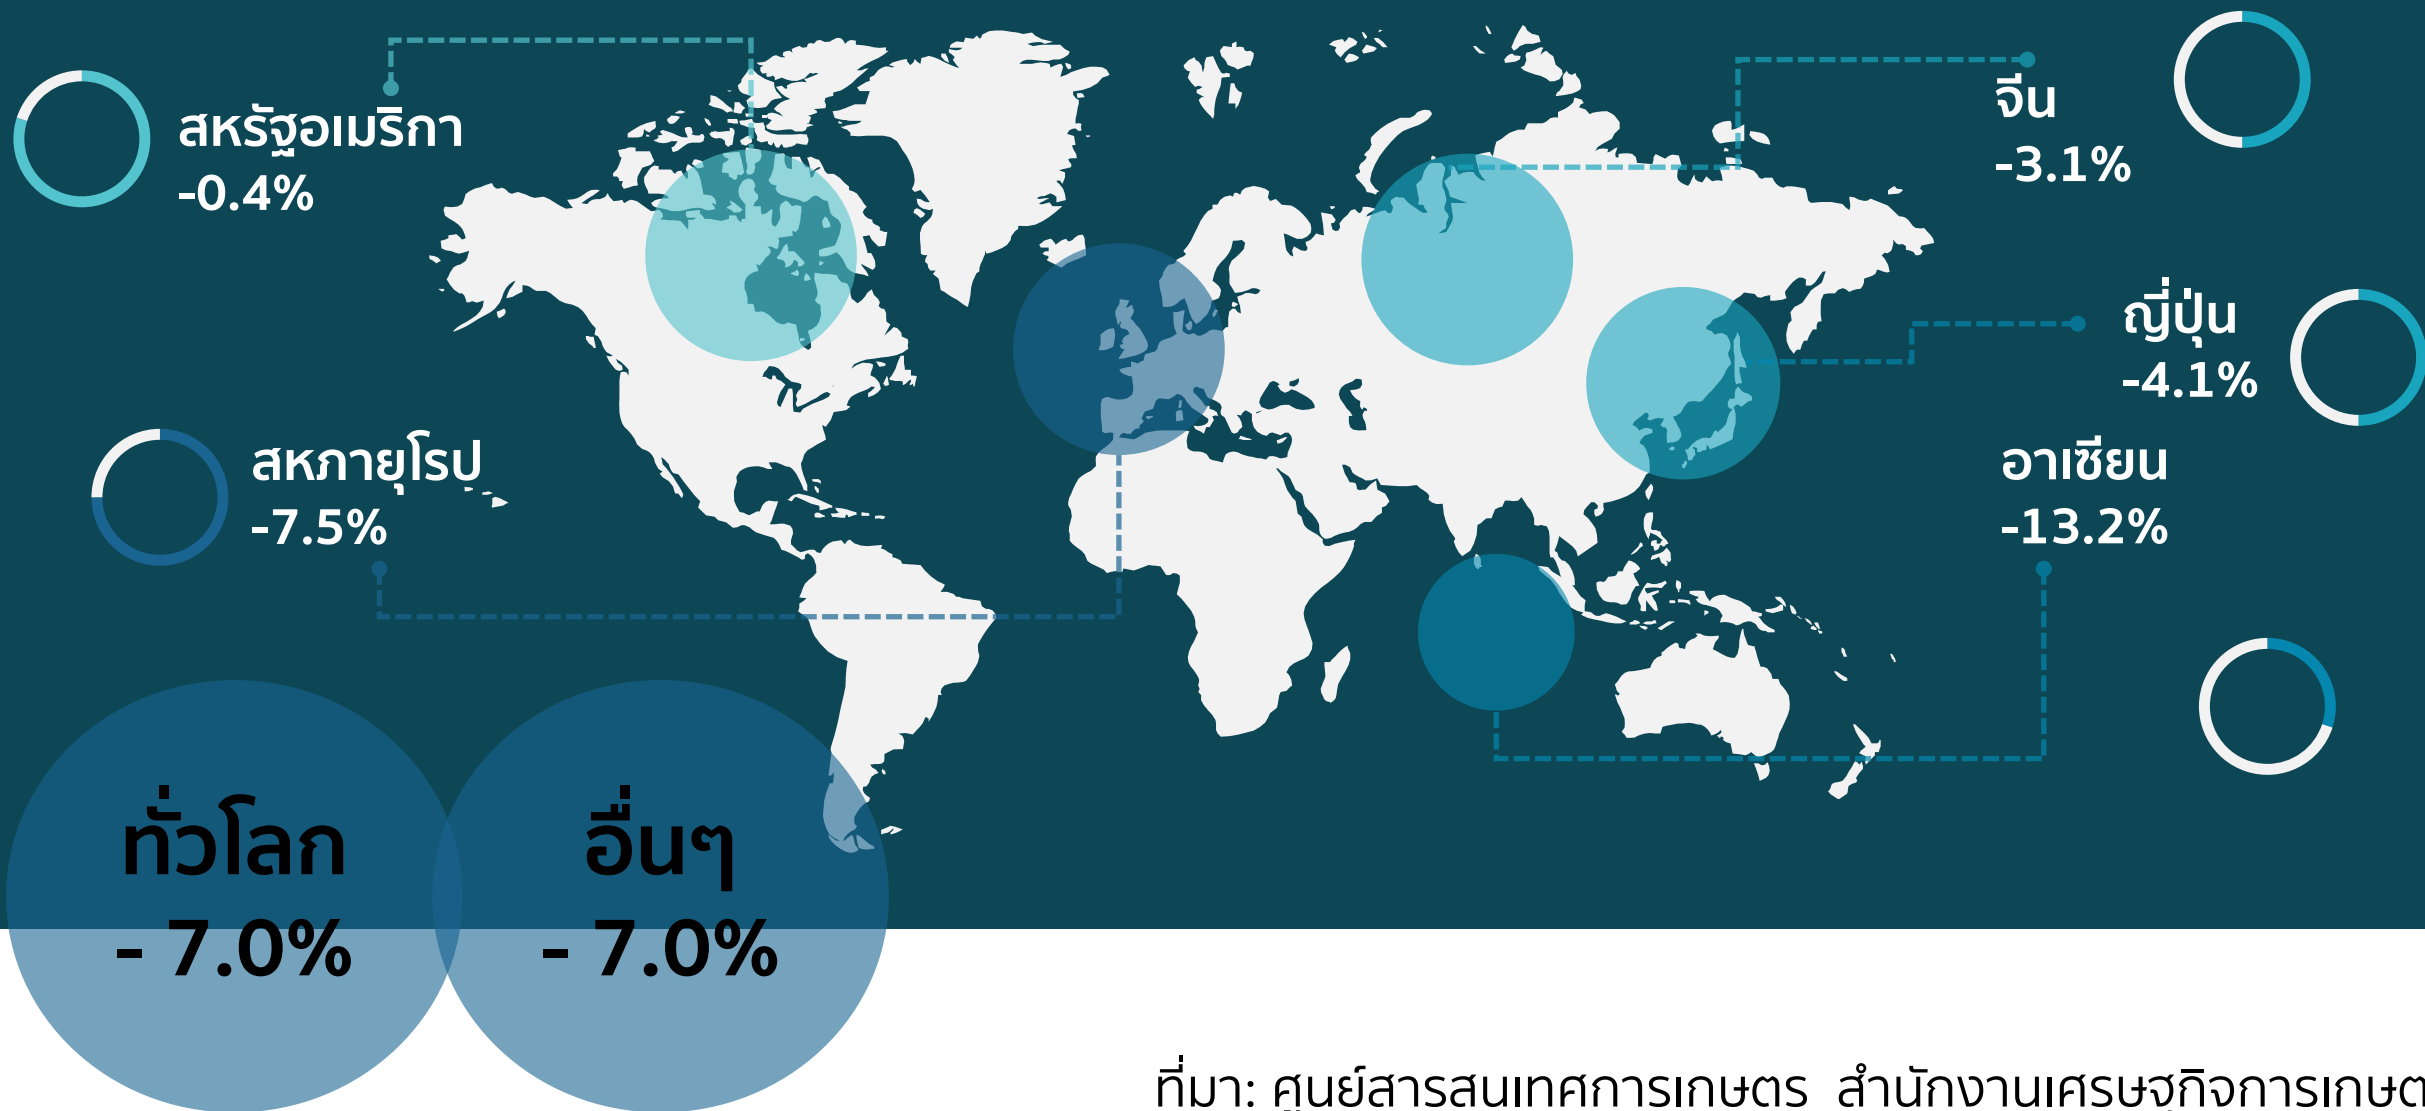 สหรัฐอเมริกา
-0.4%
จีน
-3.1%
ญี่ปุ่น
-4.1%
สหภายุโรป
-7.5%
อาเซียน
-13.2%
ทั่วโลก
- 7.0%
อื่นๆ
- 7.0%
ที่มา: ศูนย์สารสนเทศการเกษตร สำนักงานเศรษฐกิจการเกษต